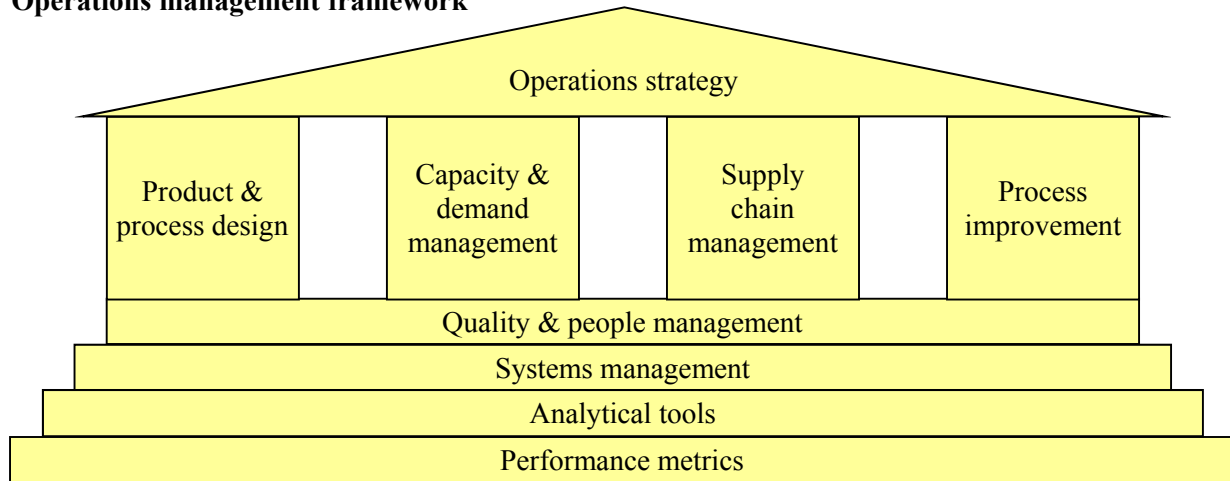 Operations management framework
Operations strategy
Product &
process design
Capacity &
demand
management
Supply
chain
management
Process
improvement
Quality & people management
Systems management
Analytical tools
Performance metrics